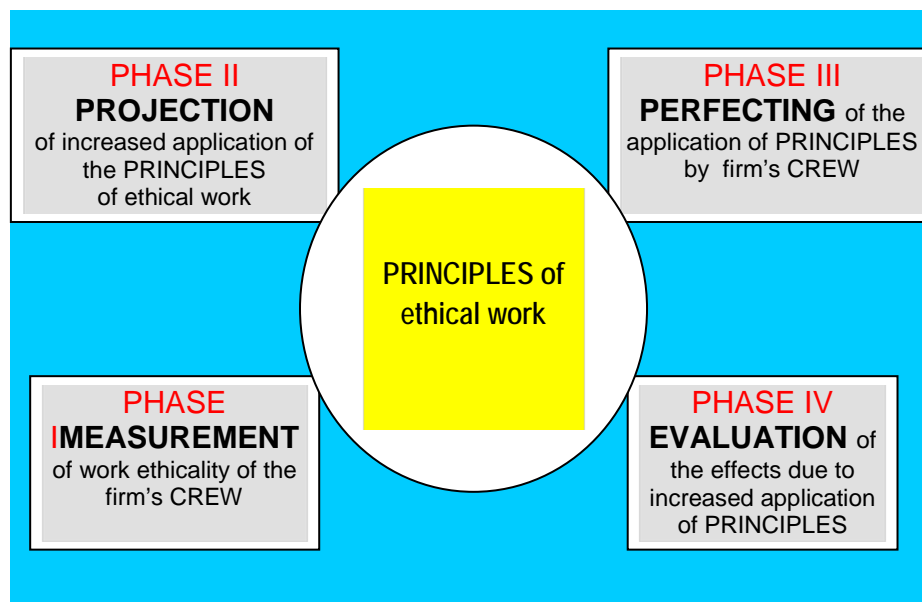 PHASE II
PROJECTION
of increased application of
the PRINCIPLES
of ethical work
PHASE III
PERFECTING of the
application of PRINCIPLES
by firm's CREW
PRINCIPLES of
ethical work
PHASE
IMEASUREMENT
of work ethicality of the
firm's CREW
PHASE IV
EVALUATION of
the effects due to
increased application
of PRINCIPLES